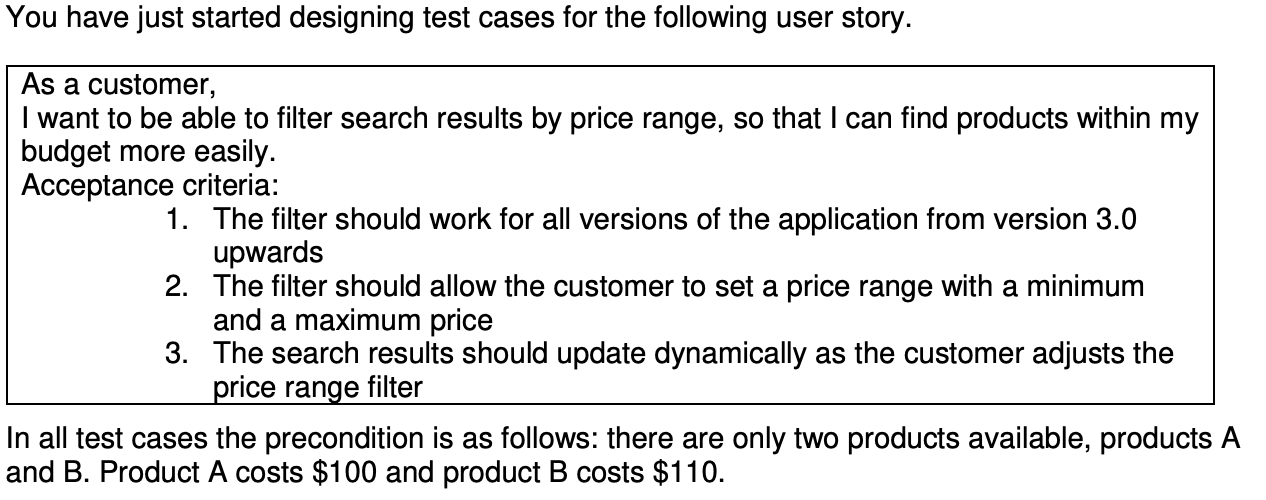 You have just started designing test cases for the following user story.
As a customer,
I want to be able to filter search results by price range, so that I can find products within my
budget more easily.
Acceptance criteria:
1. The filter should work for all versions of the application from version 3.0
upwards
2. The filter should allow the customer to set a price range with a minimum
and a maximum price
3. The search results should update dynamically as the customer adjusts the
price range filter
In all test cases the precondition is as follows: there are only two products available, products A
and B. Product A costs $100 and product B costs $110.